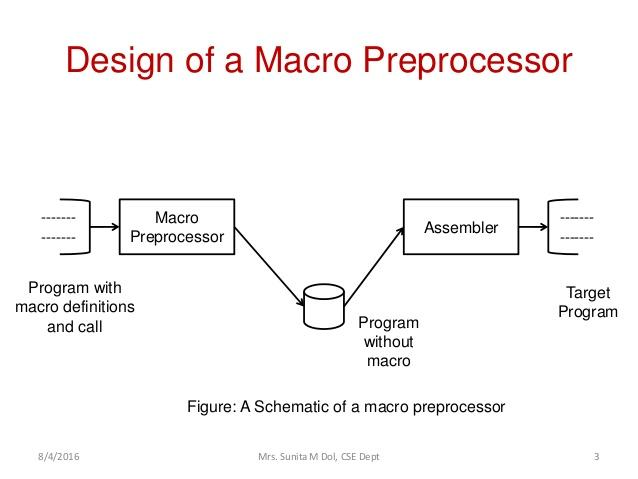 Design of a Macro Preprocessor
-------
-------
Macro
Preprocessor
Assembler
-------
-------
Program with
macro definitions
and call
Program
without
macro
Target
Program
Figure: A Schematic of a macro preprocessor
8/4/2016
Mrs. Sunita M Dol, CSE Dept
3